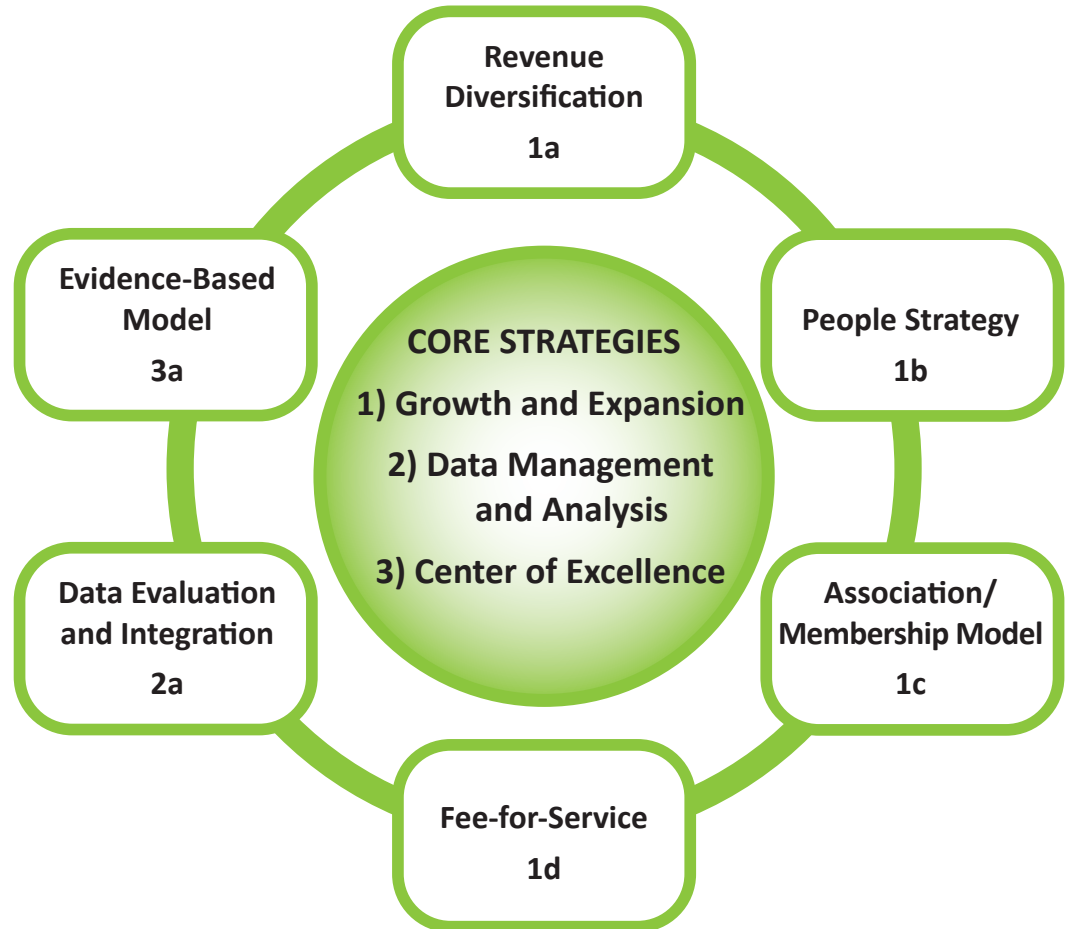 Revenue
Diversification
1a
Evidence-Based
Model
3a
People Strategy
1b
CORE STRATEGIES
1) Growth and Expansion
2) Data Management
and Analysis
3) Center of Excellence
Data Evaluation
and Integration
2a
Association/
Membership Model
1c
Fee-for-Service
1d